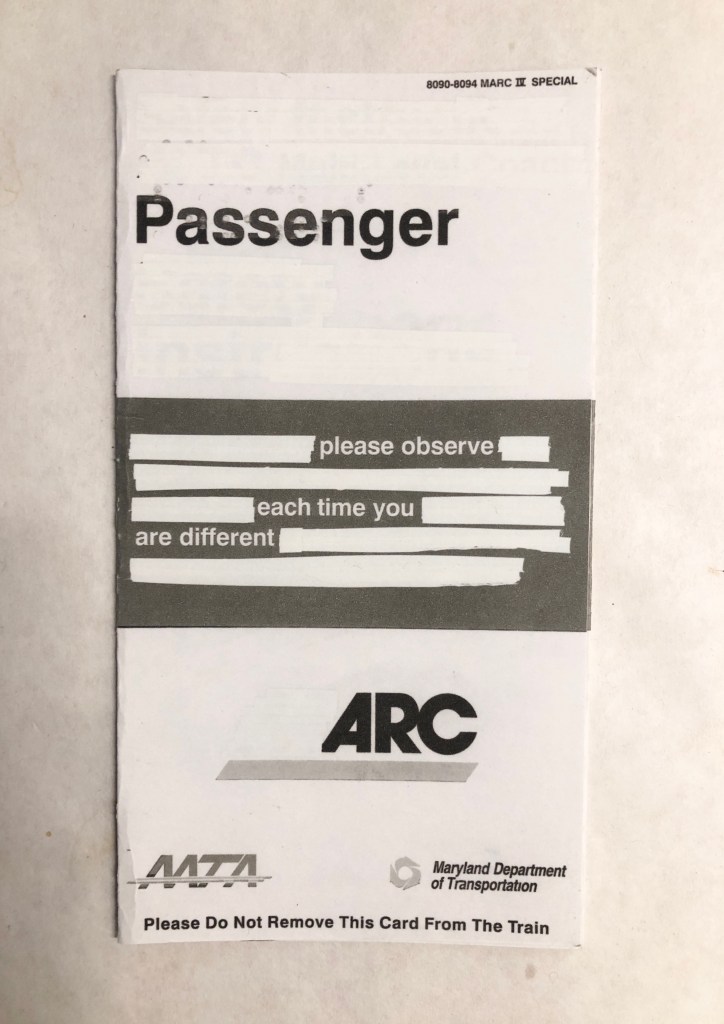 8090-8094 MARC IV SPECIAL
Passenger
please observe
each time you
are different
ARC
MTA
Maryland Department
of Transportation
Please Do Not Remove This Card From The Train